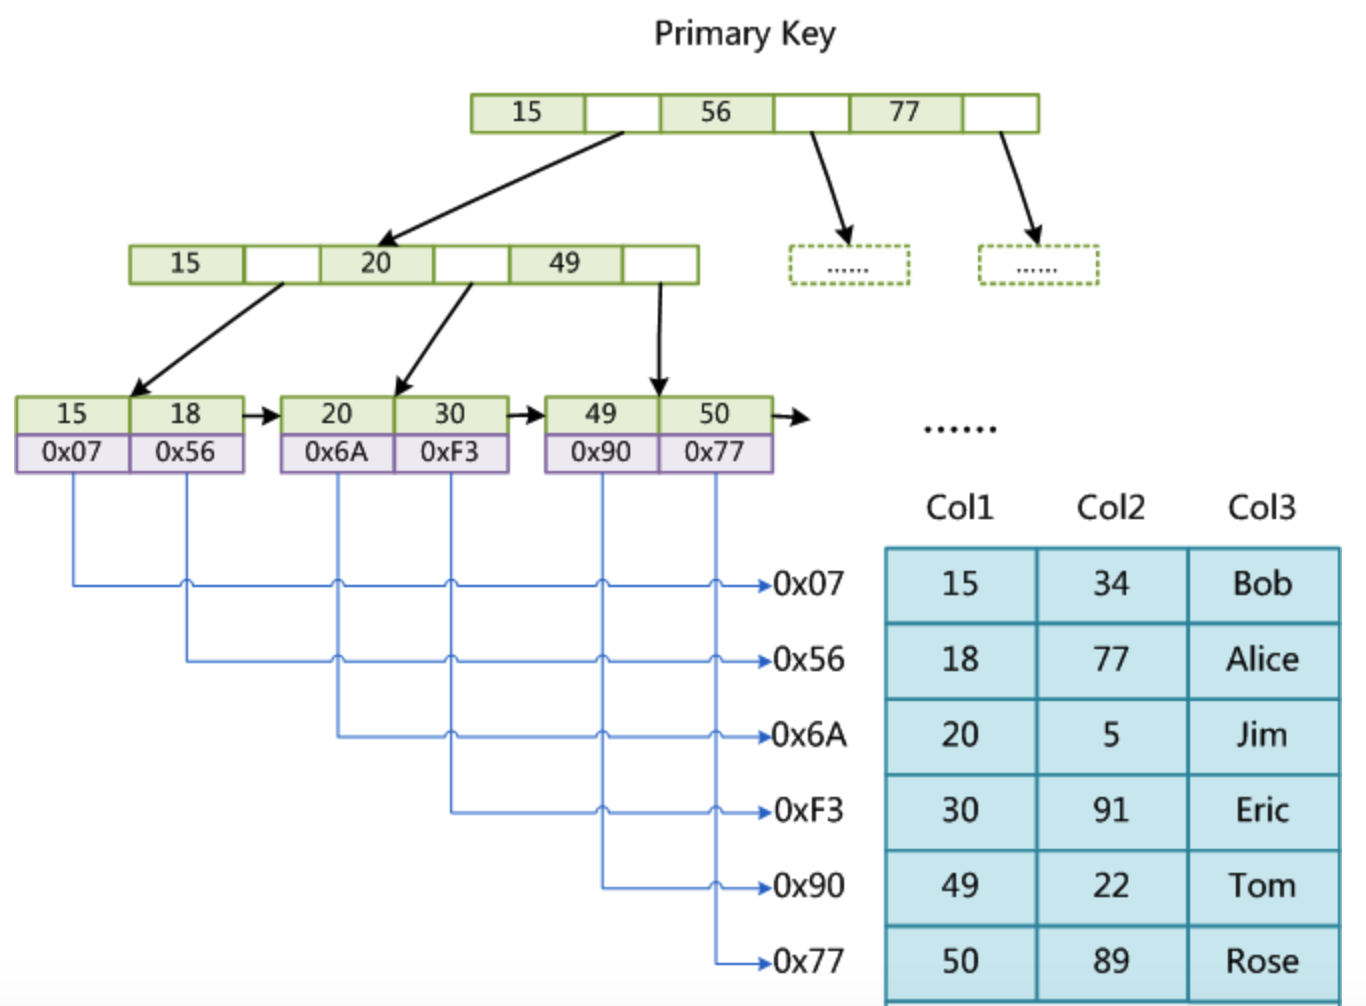 Primary Key
15 56 77
15 20 49 ...... ......
15 18 20 30 49 50
0x07 0x56 0x6A 0xF3 0x90 0x77
......
Col1 Col2 Col3
0x07 15 34 Bob
0x56 18 77 Alice
0x6A 20 5 Jim
0xF3 30 91 Eric
0x90 49 22 Tom
0x77 50 89 Rose